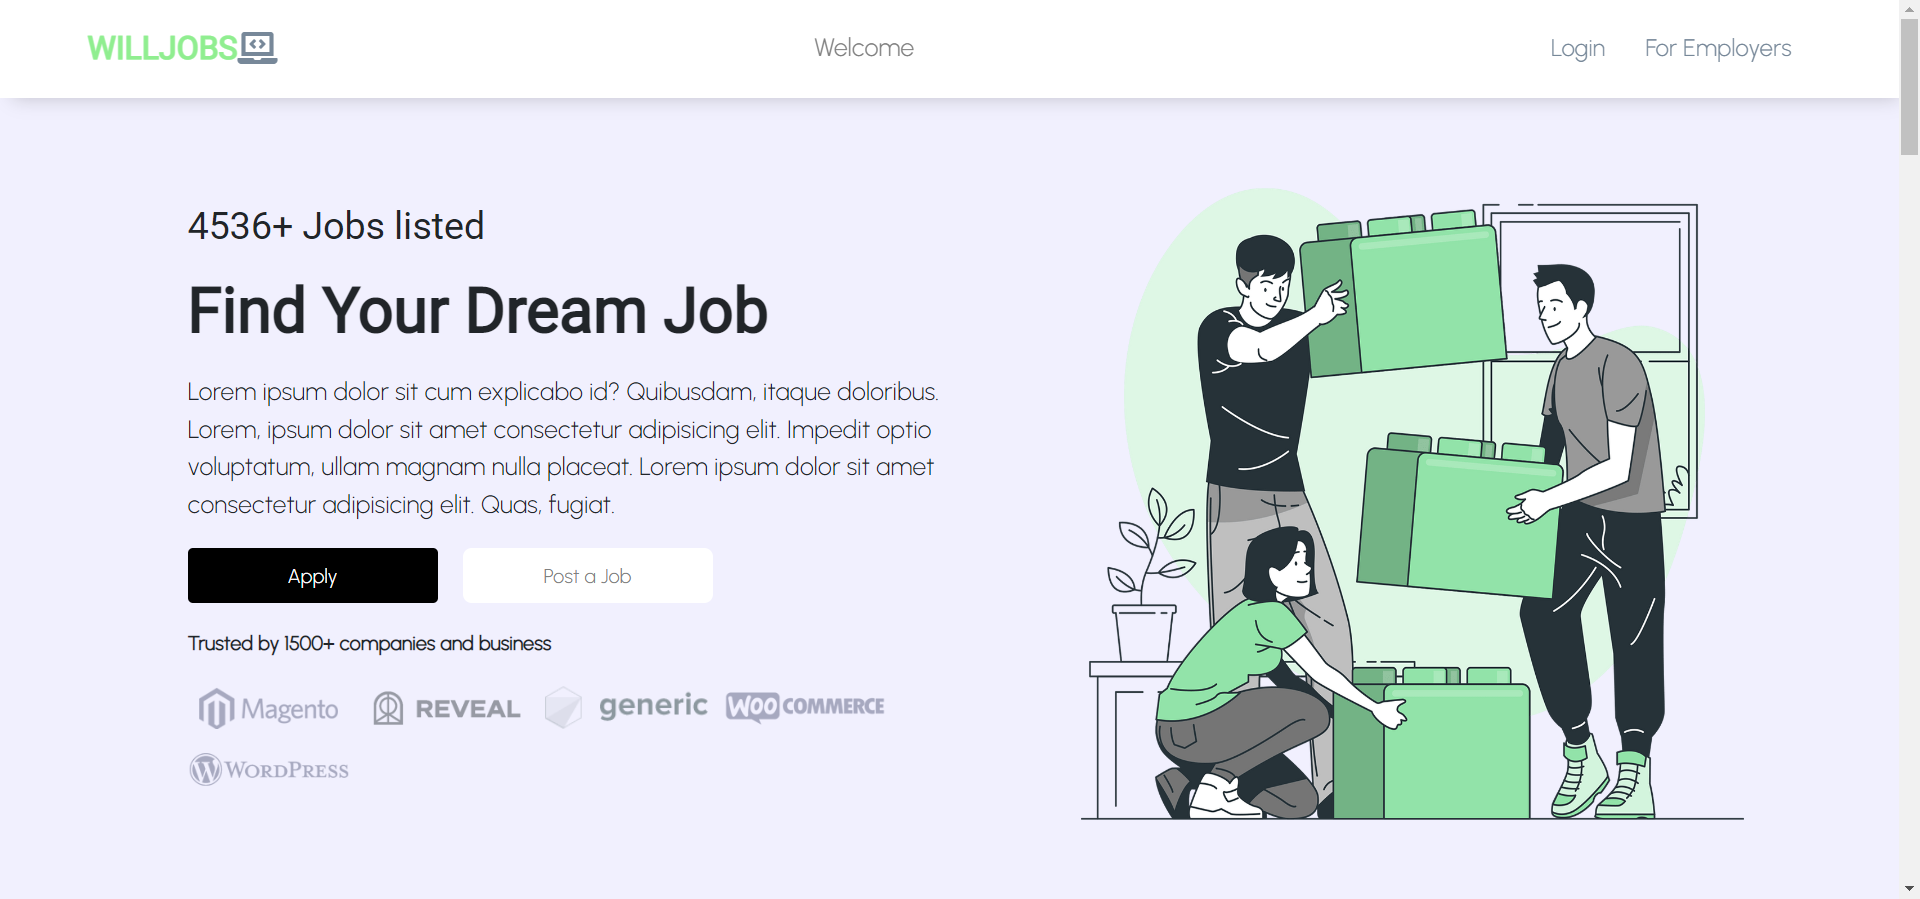 WILLJOBS
Welcome
Login
For Employers
4536+ Jobs listed
Find Your Dream Job
Lorem ipsum dolor sit cum explicabo id? Quibusdam, itaque doloribus.
Lorem, ipsum dolor sit amet consectetur adipisicing elit. Impedit optio
voluptatum, ullam magnam nulla placeat. Lorem ipsum dolor sit amet
consectetur adipisicing elit. Quas, fugiat.
Apply
Post a Job
Trusted by 1500+ companies and business
Magento
REVEAL
generic
WOO COMMERCE
WORDPRESS